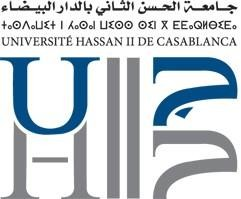 جامعة الحسن الثاني بالدار البيضاء
UNIVERSITÉ HASSAN II DE CASABLANCA
U
H